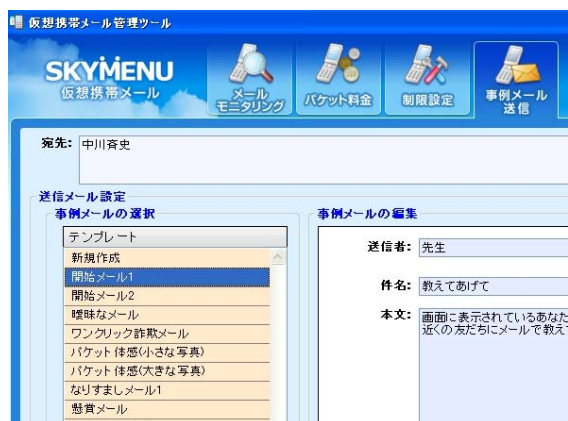 仮想携帯メール管理ツール
SKYMENU
仮想携帯メール
メール
モニタリング
パケット料金
制限設定
事例メール
送信
宛先:
中川斉史
送信メール設定
事例メールの選択
テンプレート
新規作成
開始メール1
開始メール2
曖昧なメール
ワンクリック詐欺メール
パケット体感(小さな写真)
パケット体感(大きな写真)
なりすましメール1
懸賞メール
事例メールの編集
送信者: 先生
件名: 教えてあげて
本文: 画面に表示されているあなた
近くの友だちにメールで教えて